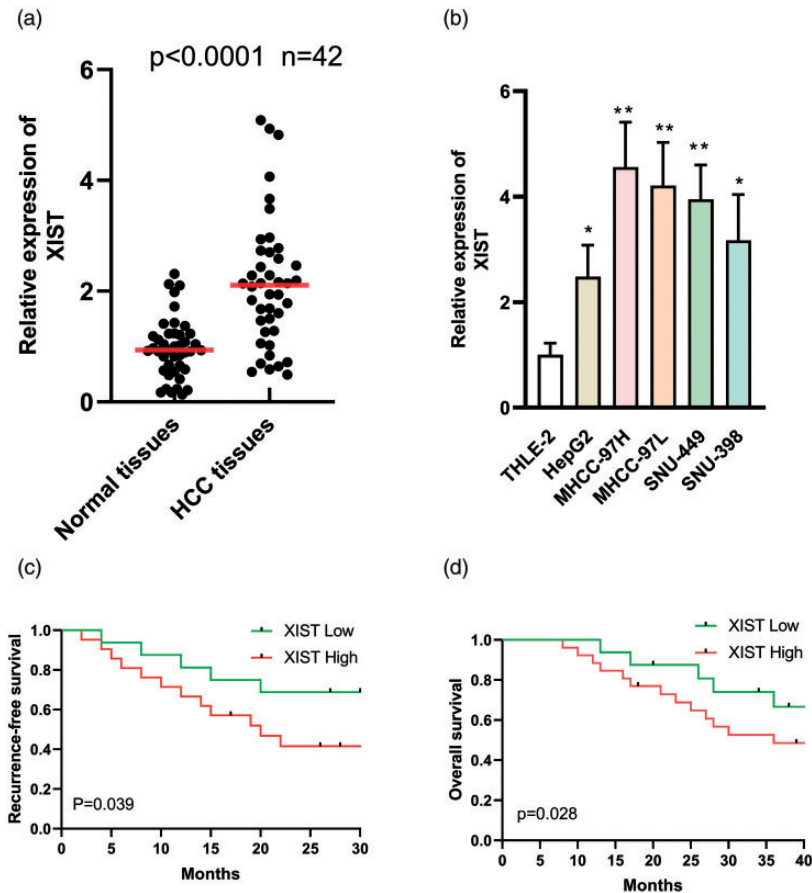 (a)
p<0.0001 n=42
Relative expression of
XIST
6
4
2
0
Normal tissues
HCC tissues
(b)
Relative expression of
XIST
6
4
2
0
*
**
**
**
*
THLE-2
HepG2
MHCC-97H
MHCC-97L
SNU-449
SNU-398
(c)
Recurrence-free survival
1.0
0.8
0.6
0.4
0.2
0.0
XIST Low
XIST High
P=0.039
0 5 10 15 20 25 30
Months
(d)
Overall survival
1.0
0.8
0.6
0.4
0.2
0.0
XIST Low
XIST High
p=0.028
0 5 10 15 20 25 30 35 40
Months